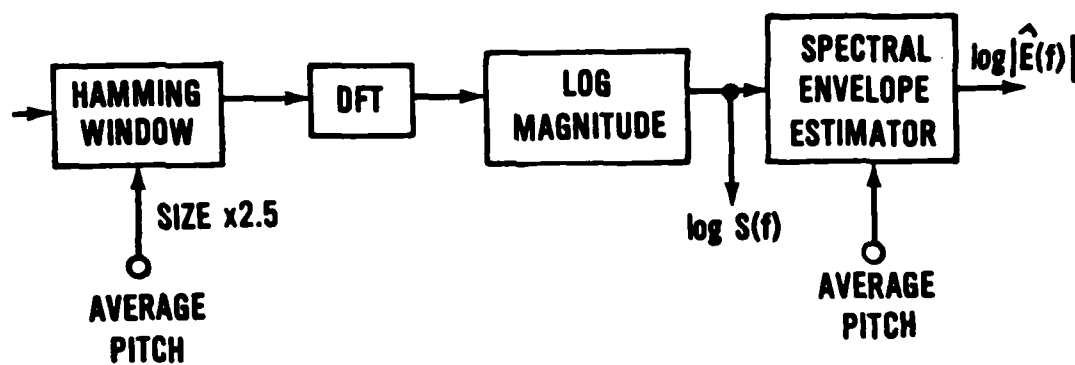 HAMMING
WINDOW
DFT
LOG
MAGNITUDE
SPECTRAL
ENVELOPE
ESTIMATOR
log|Ê(f)|
SIZE x2.5
log S(f)
AVERAGE
PITCH
AVERAGE
PITCH